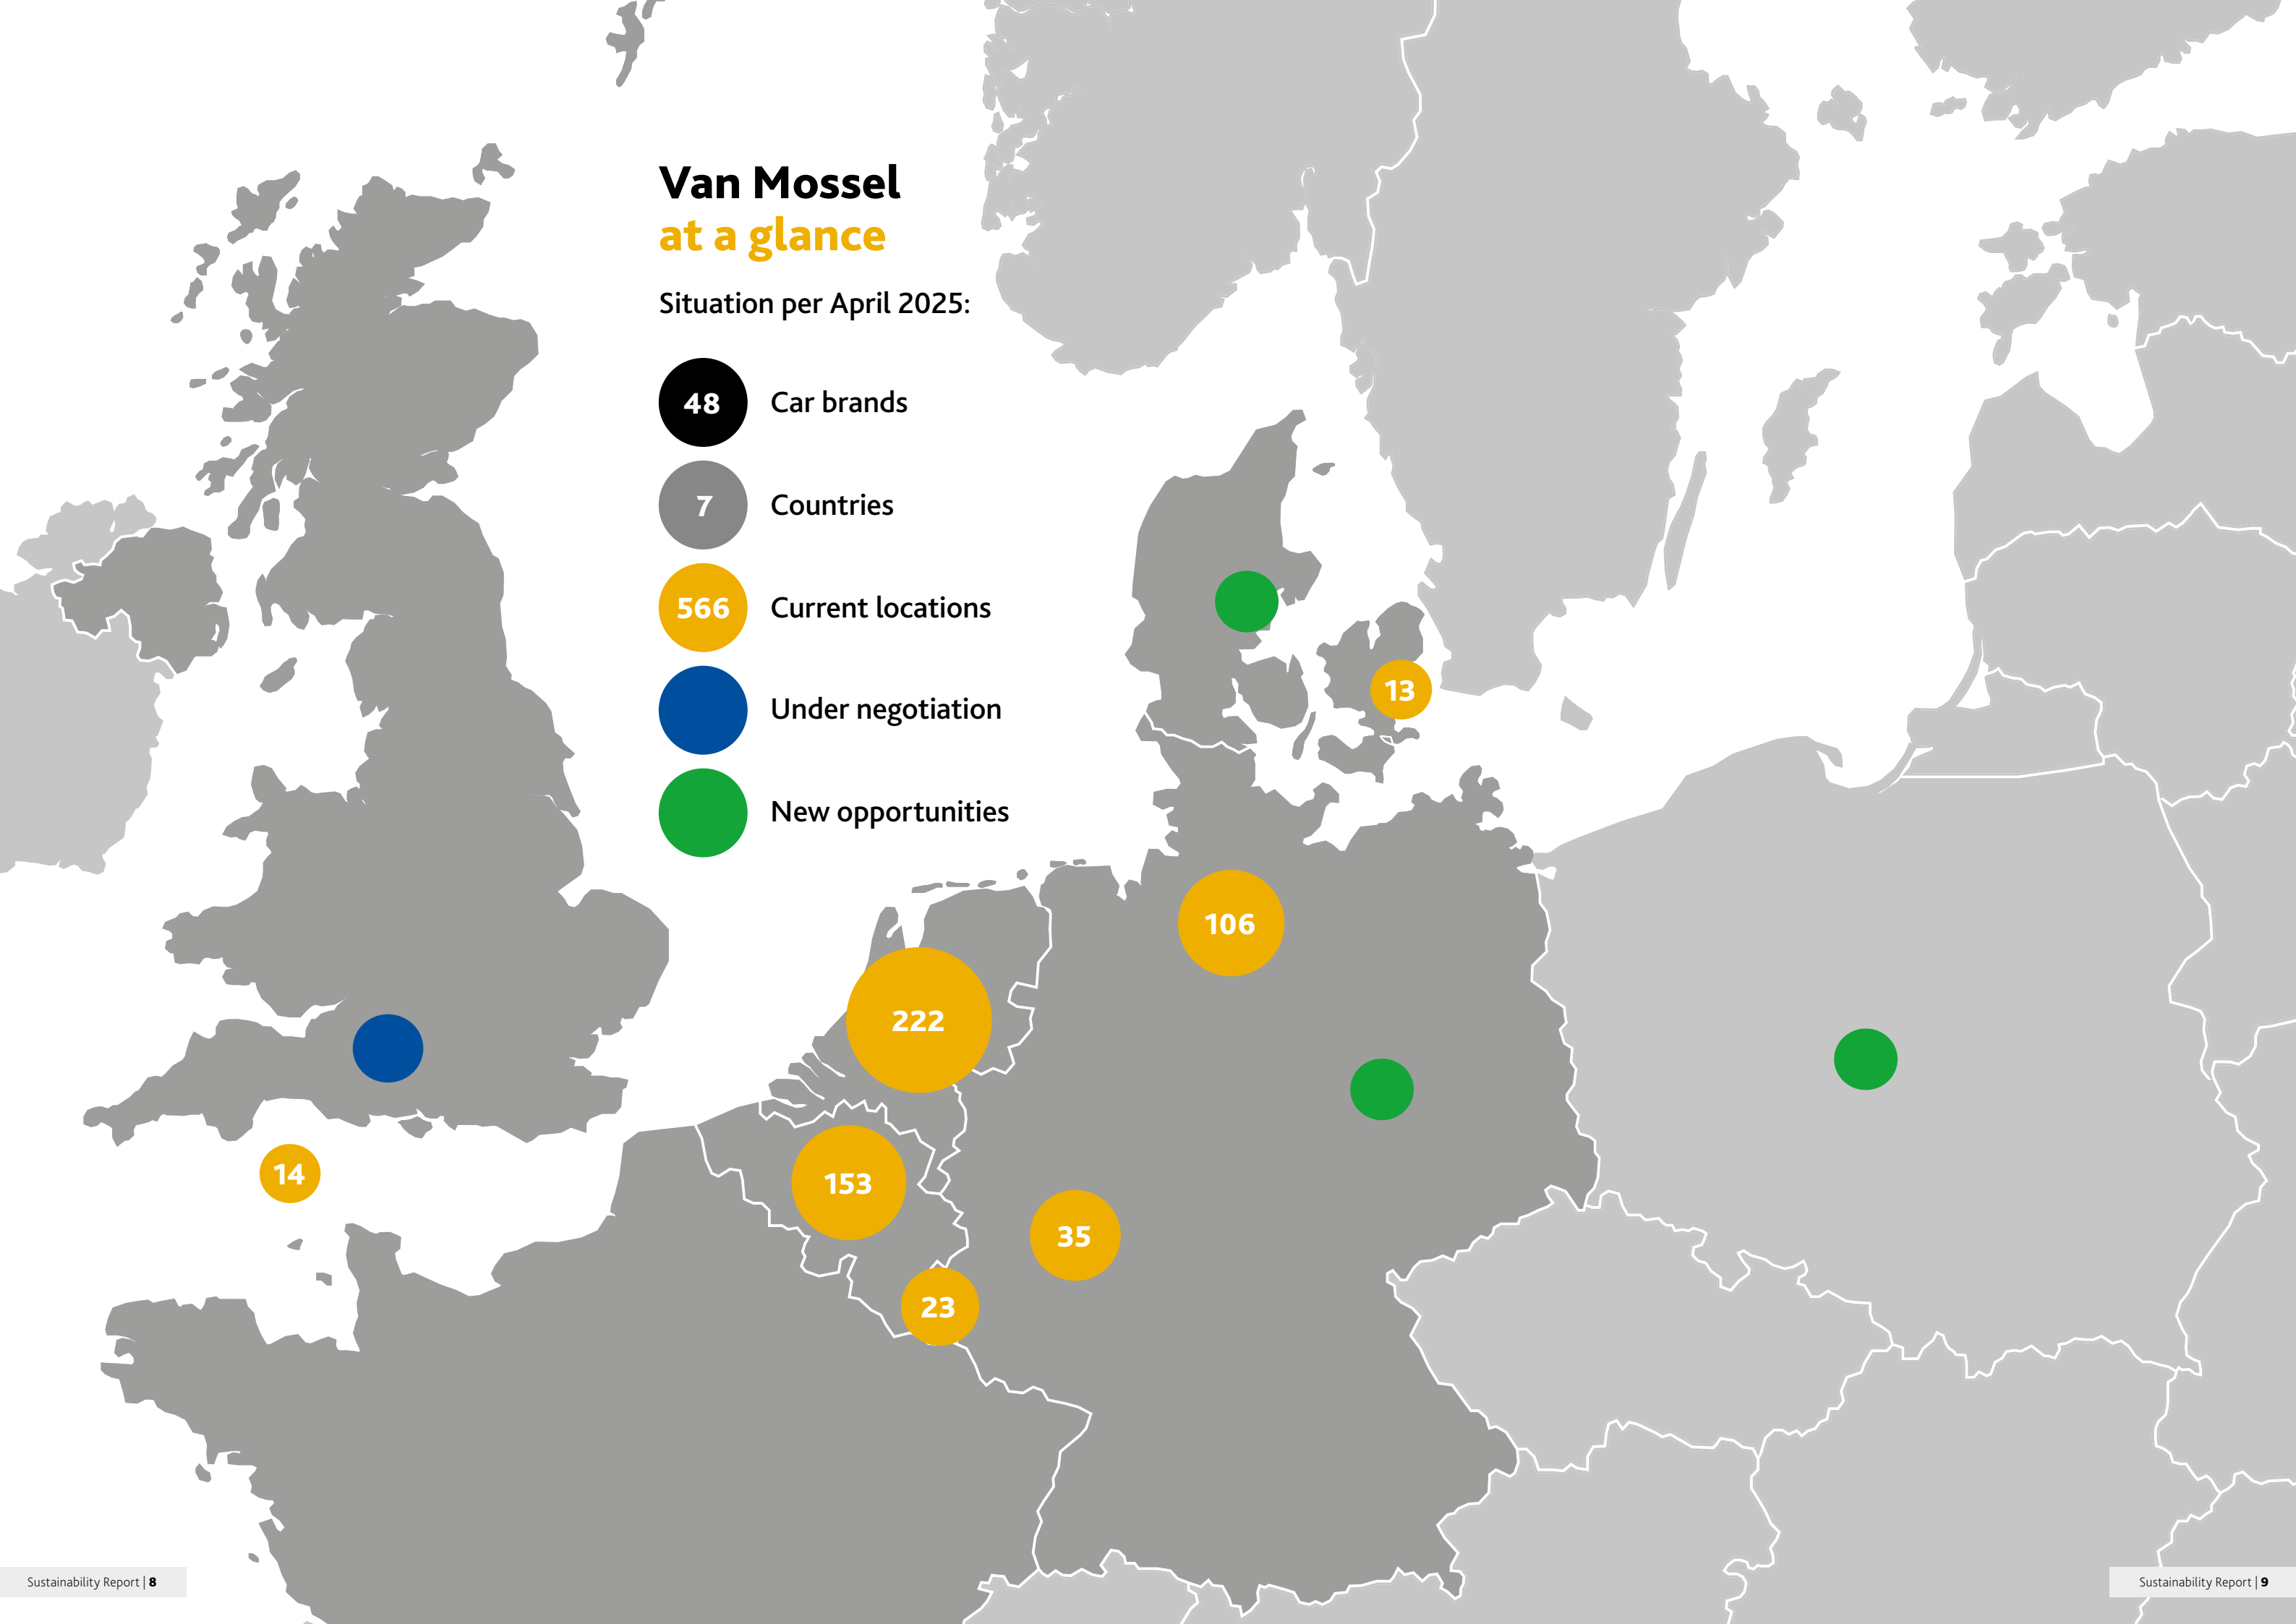 Van Mossel
at a glance
Situation per April 2025:
48 Car brands
7 Countries
566 Current locations
Under negotiation
New opportunities
13
106
222
14
153
35
23
Sustainability Report | 8
Sustainability Report | 9